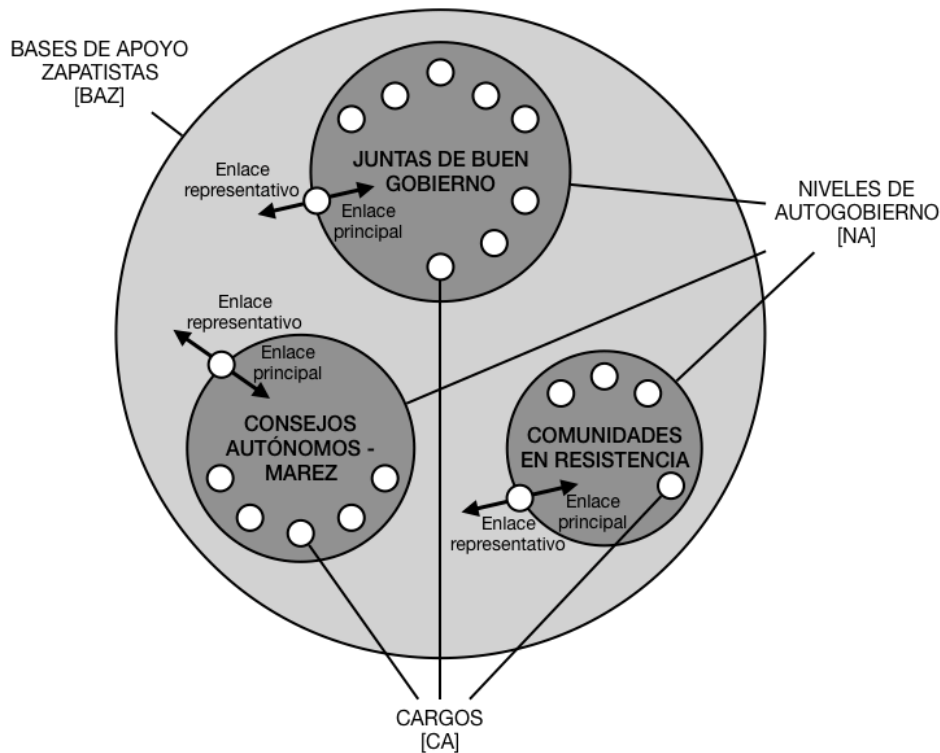 BASES DE APOYO
ZAPATISTAS
[BAZ]
JUNTAS DE BUEN
GOBIERNO
Enlace
representativo
Enlace
principal
NIVELES DE
AUTOGOBIERNO
[NA]
Enlace
representativo
Enlace
principal
CONSEJOS
AUTÓNOMOS -
MAREZ
COMUNIDADES
EN RESISTENCIA
Enlace
representativo
Enlace
principal
CARGOS
[CA]